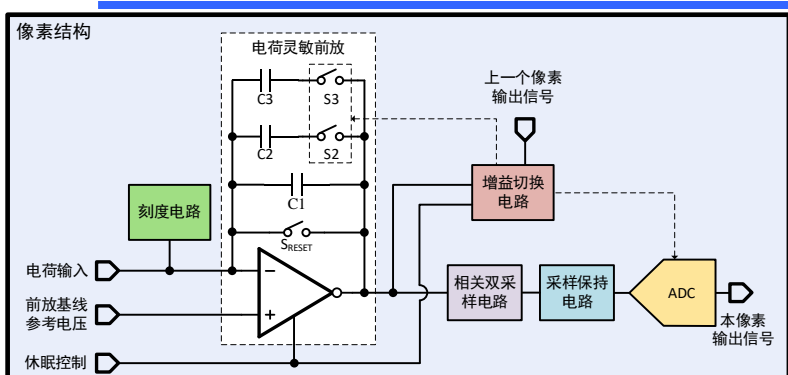 像素结构
电荷灵敏前放
C3
S3
C2
S2
C1
S_RESET
上一个像素
输出信号
增益切换
电路
刻度电路
电荷输入
前放基线
参考电压
休眠控制
−
+
相关双采
样电路
采样保持
电路
ADC
本像素
输出信号